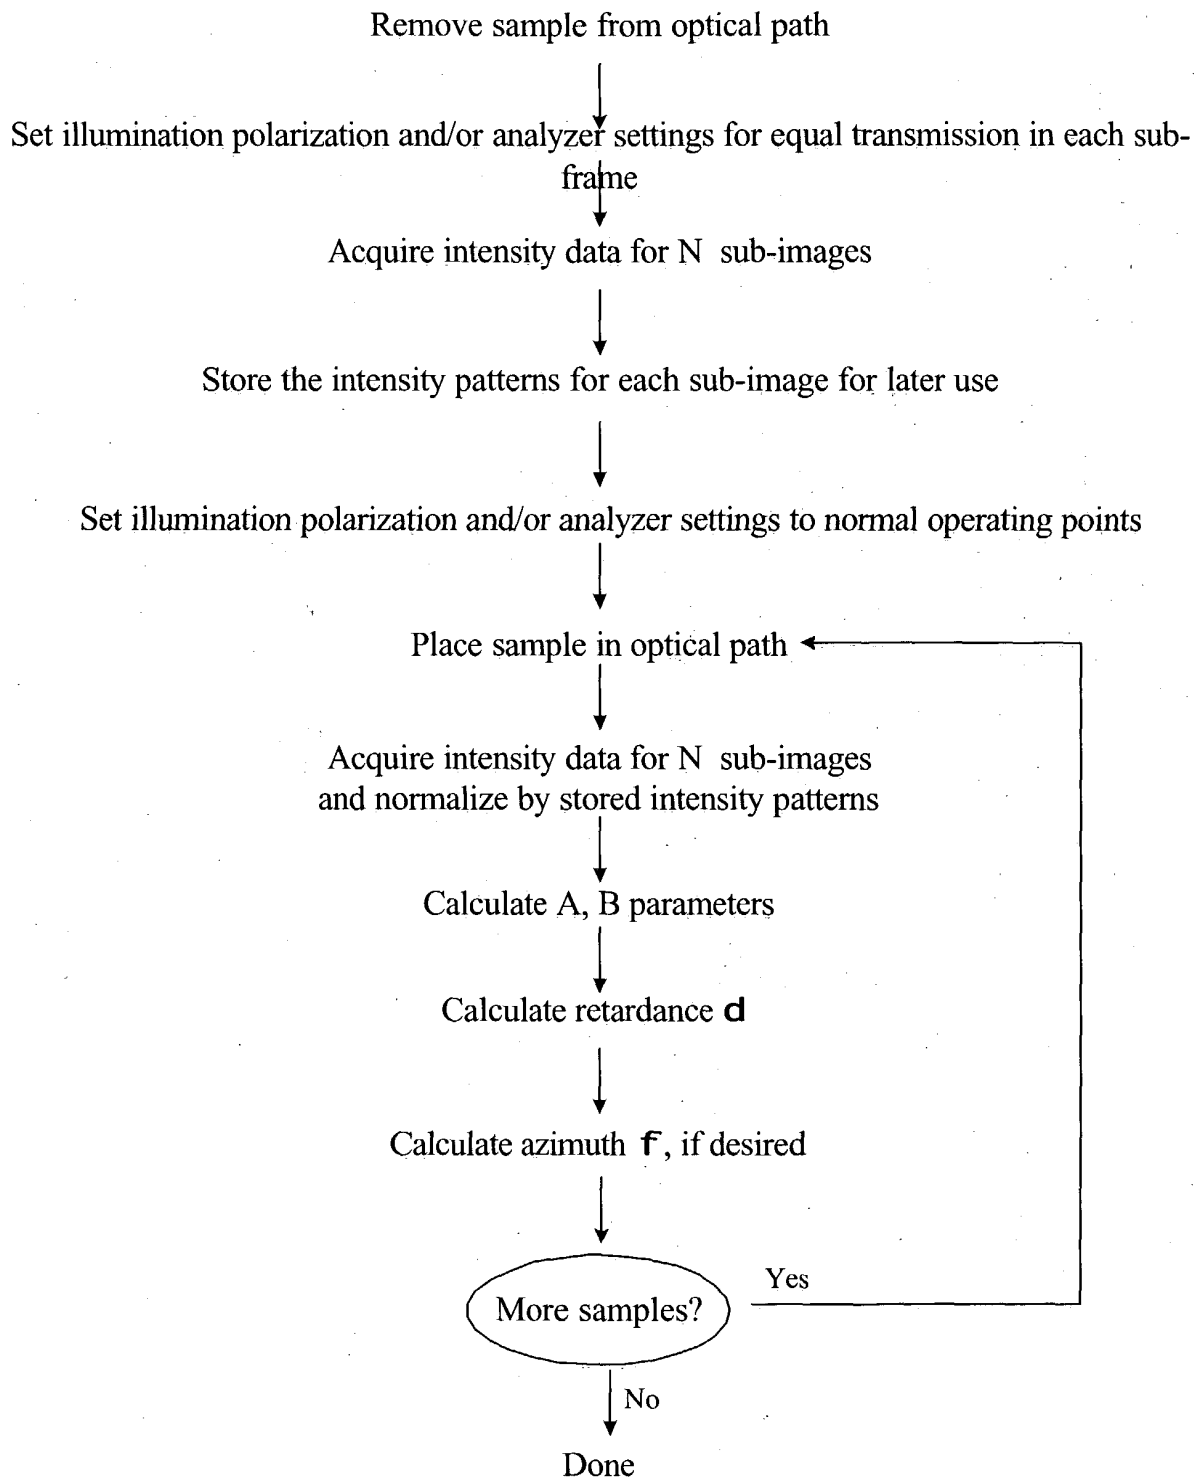 Remove sample from optical path
Set illumination polarization and/or analyzer settings for equal transmission in each sub-
frame
Acquire intensity data for N sub-images
Store the intensity patterns for each sub-image for later use
Set illumination polarization and/or analyzer settings to normal operating points
Place sample in optical path
Acquire intensity data for N sub-images
and normalize by stored intensity patterns
Calculate A, B parameters
Calculate retardance d
Calculate azimuth f, if desired
Yes
More samples?
No
Done